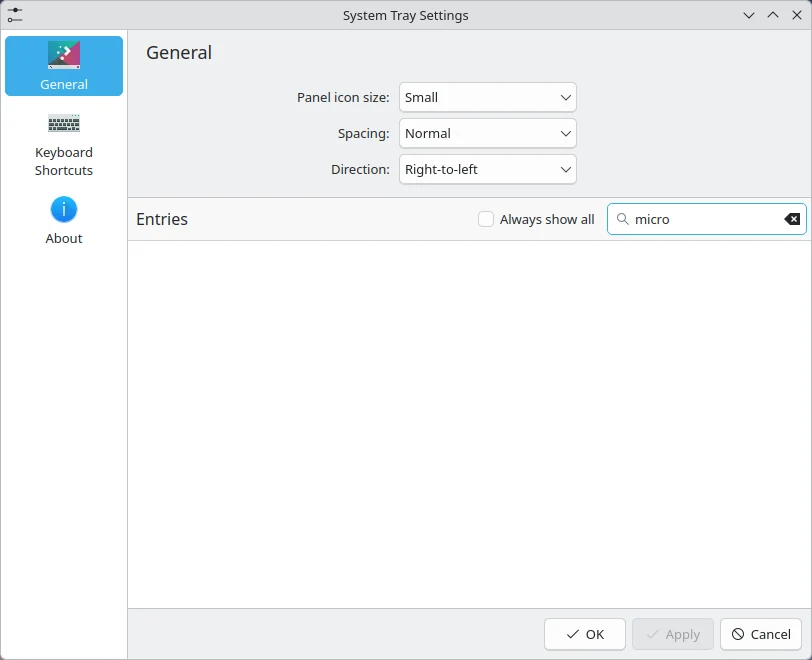 System Tray Settings
General
Keyboard
Shortcuts
About
General
Panel icon size: Small
Spacing: Normal
Direction: Right-to-left
Entries
Always show all
micro
OK
Apply
Cancel